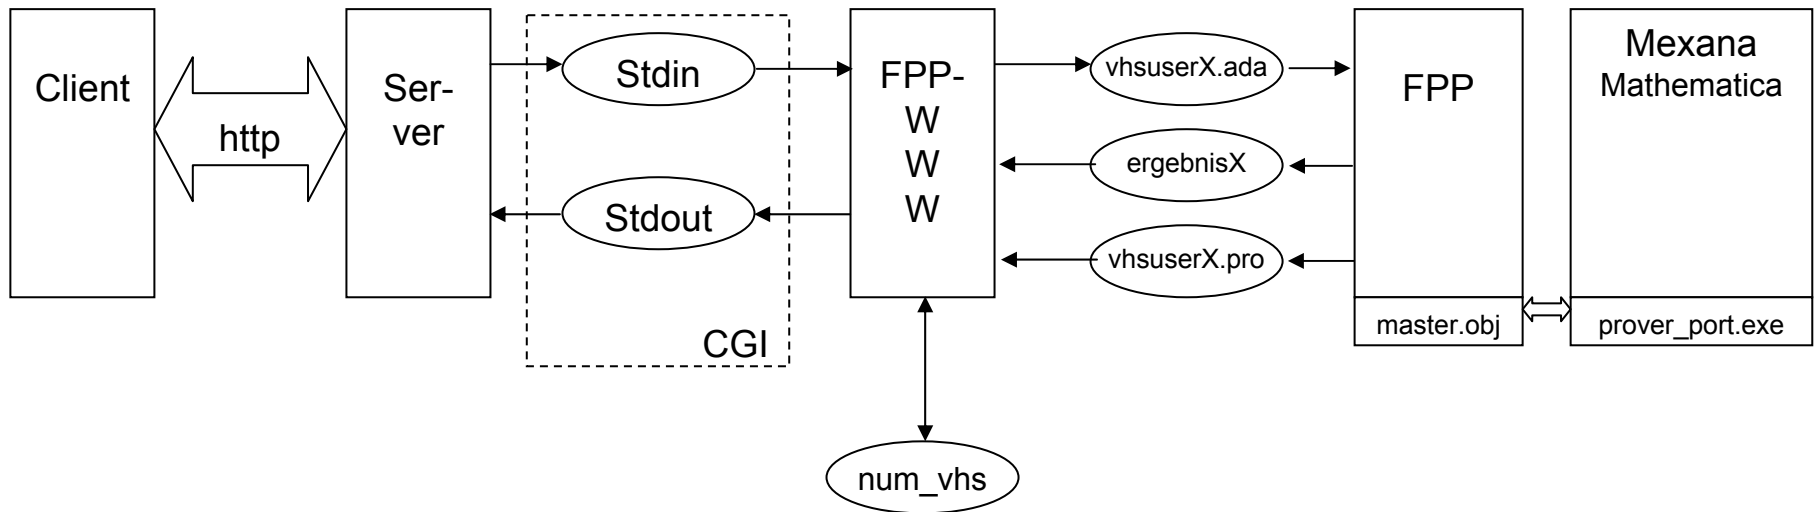 Client
http
Ser-
ver
Stdin
Stdout
CGI
FPP-
W
W
W
num_vhs
vhsuserX.ada
ergebnisX
vhsuserX.pro
FPP
master.obj
Mexana
Mathematica
prover_port.exe